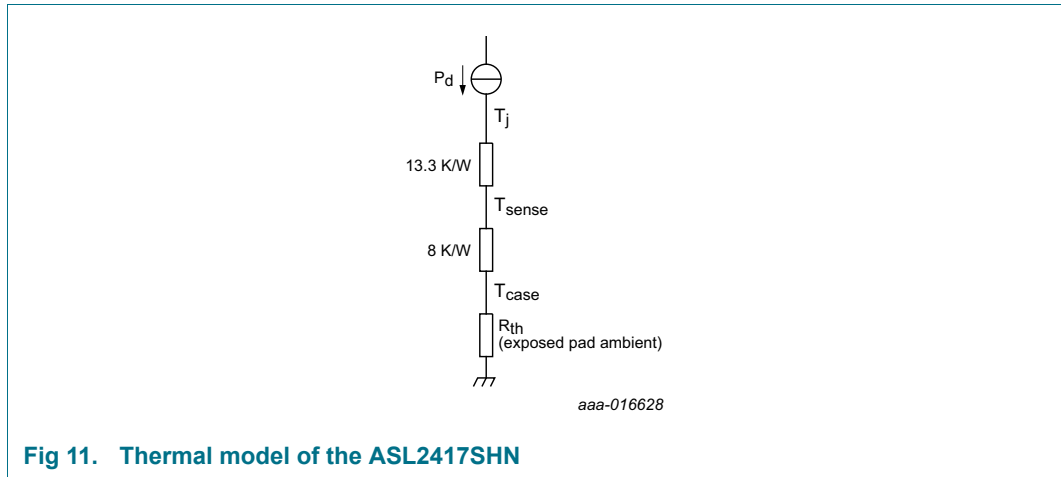 Pd
Tj
13.3 K/W
Tsense
8 K/W
Tcase
Rth
(exposed pad ambient)
aaa-016628
Fig 11. Thermal model of the ASL2417SHN